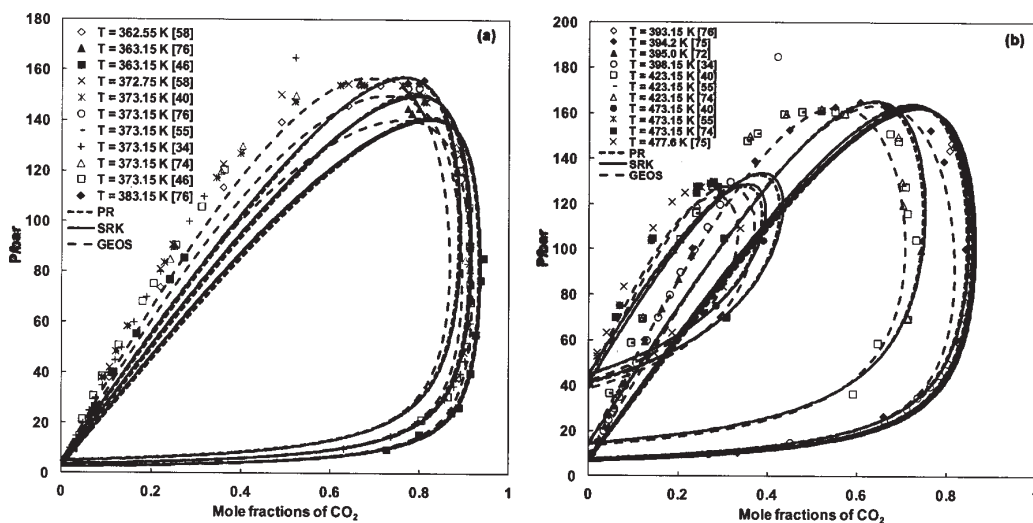 (a)
180
160
140
120
100
80
60
40
20
0
P/bar
T = 362.55 K [58]
T = 363.15 K [76]
T = 363.15 K [46]
T = 372.75 K [58]
T = 373.15 K [40]
T = 373.15 K [76]
T = 373.15 K [55]
T = 373.15 K [34]
T = 373.15 K [74]
T = 373.15 K [46]
T = 383.15 K [76]
PR
SRK
GEOS
0 0.2 0.4 0.6 0.8 1
Mole fractions of CO₂
(b)
200
180
160
140
120
100
80
60
40
20
0
P/bar
T = 393.15 K [76]
T = 394.2 K [75]
T = 395.0 K [72]
T = 398.15 K [34]
T = 423.15 K [40]
T = 423.15 K [55]
T = 423.15 K [74]
T = 473.15 K [40]
T = 473.15 K [55]
T = 473.15 K [74]
T = 477.6 K [75]
PR
SRK
GEOS
0 0.2 0.4 0.6 0.8 1
Mole fractions of CO₂